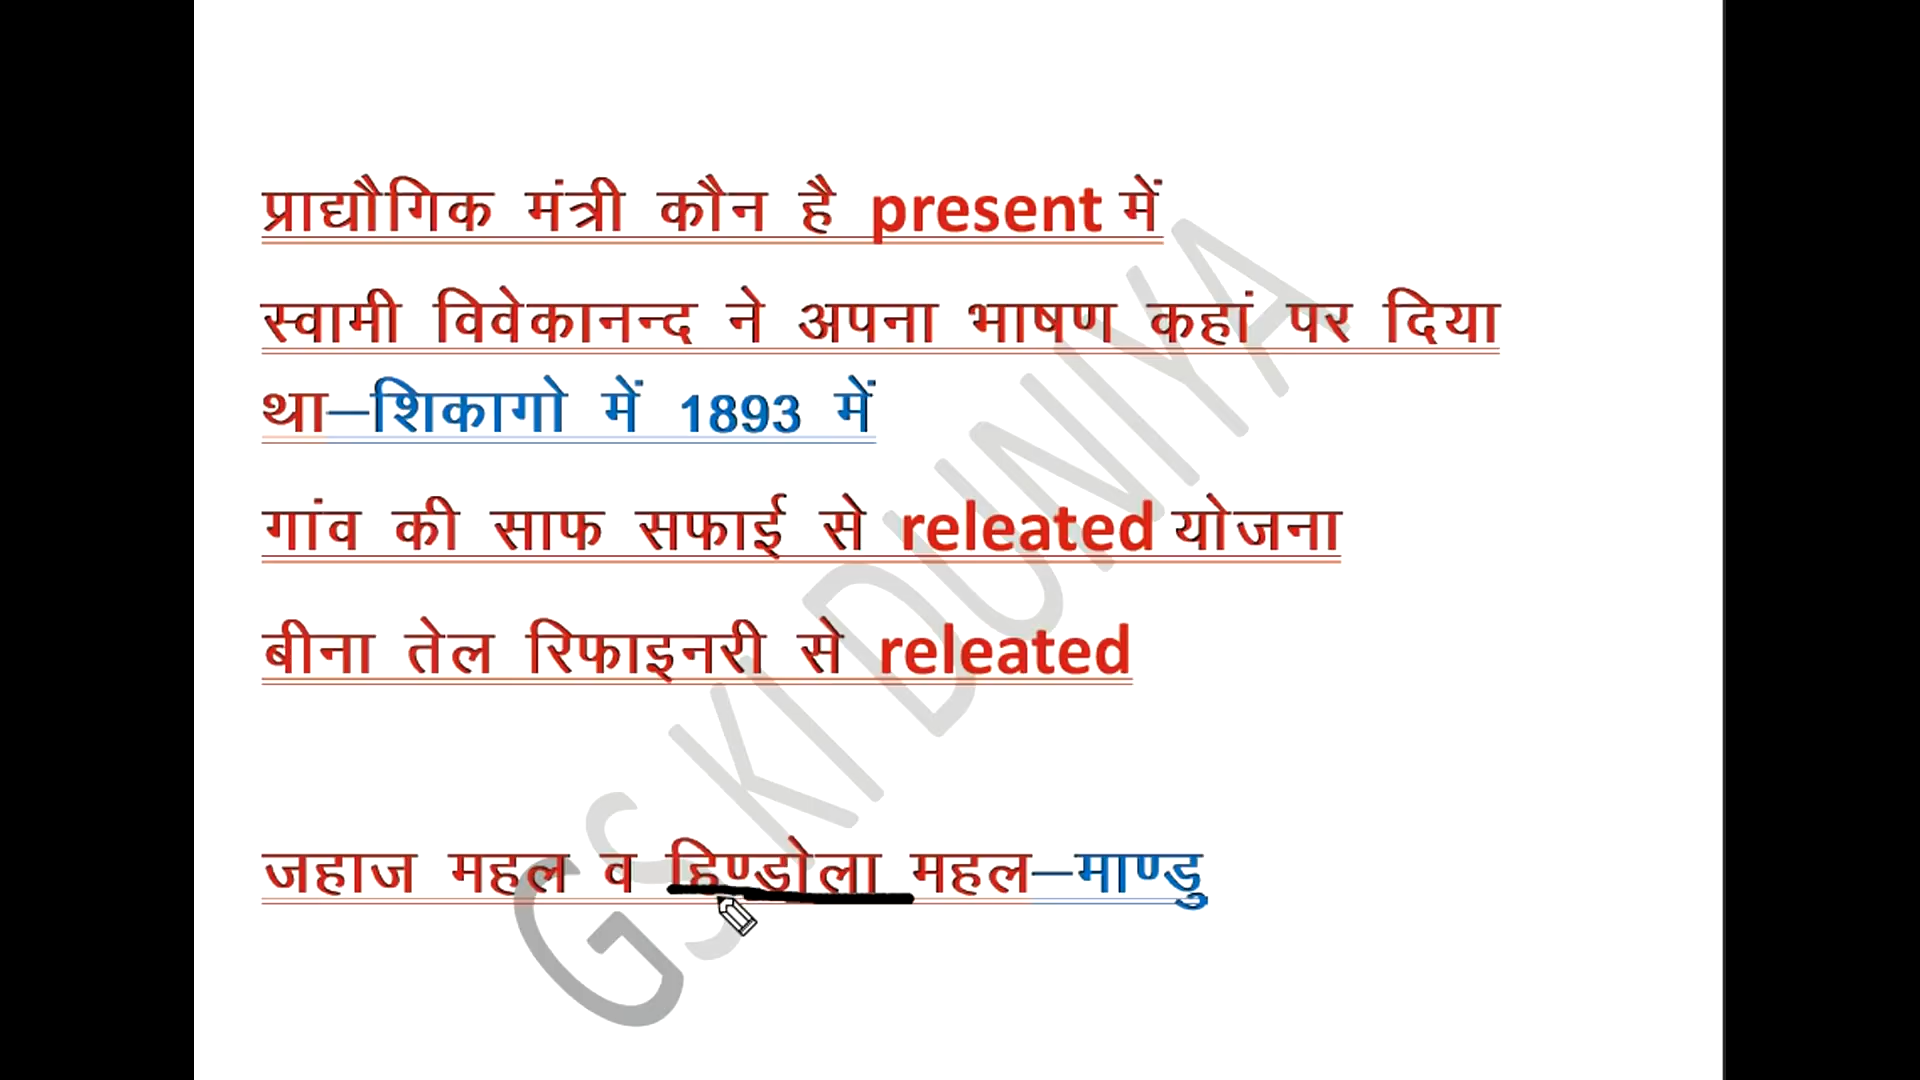 प्राद्यौगिक मंत्री कौन है present में
स्वामी विवेकानन्द ने अपना भाषण कहां पर दिया
था–शिकागो में 1893 में
गांव की साफ सफाई से releated योजना
बीना तेल रिफाइनरी से releated
जहाज महल व हिण्डोला महल–माण्डु
GS KI DUNIYA